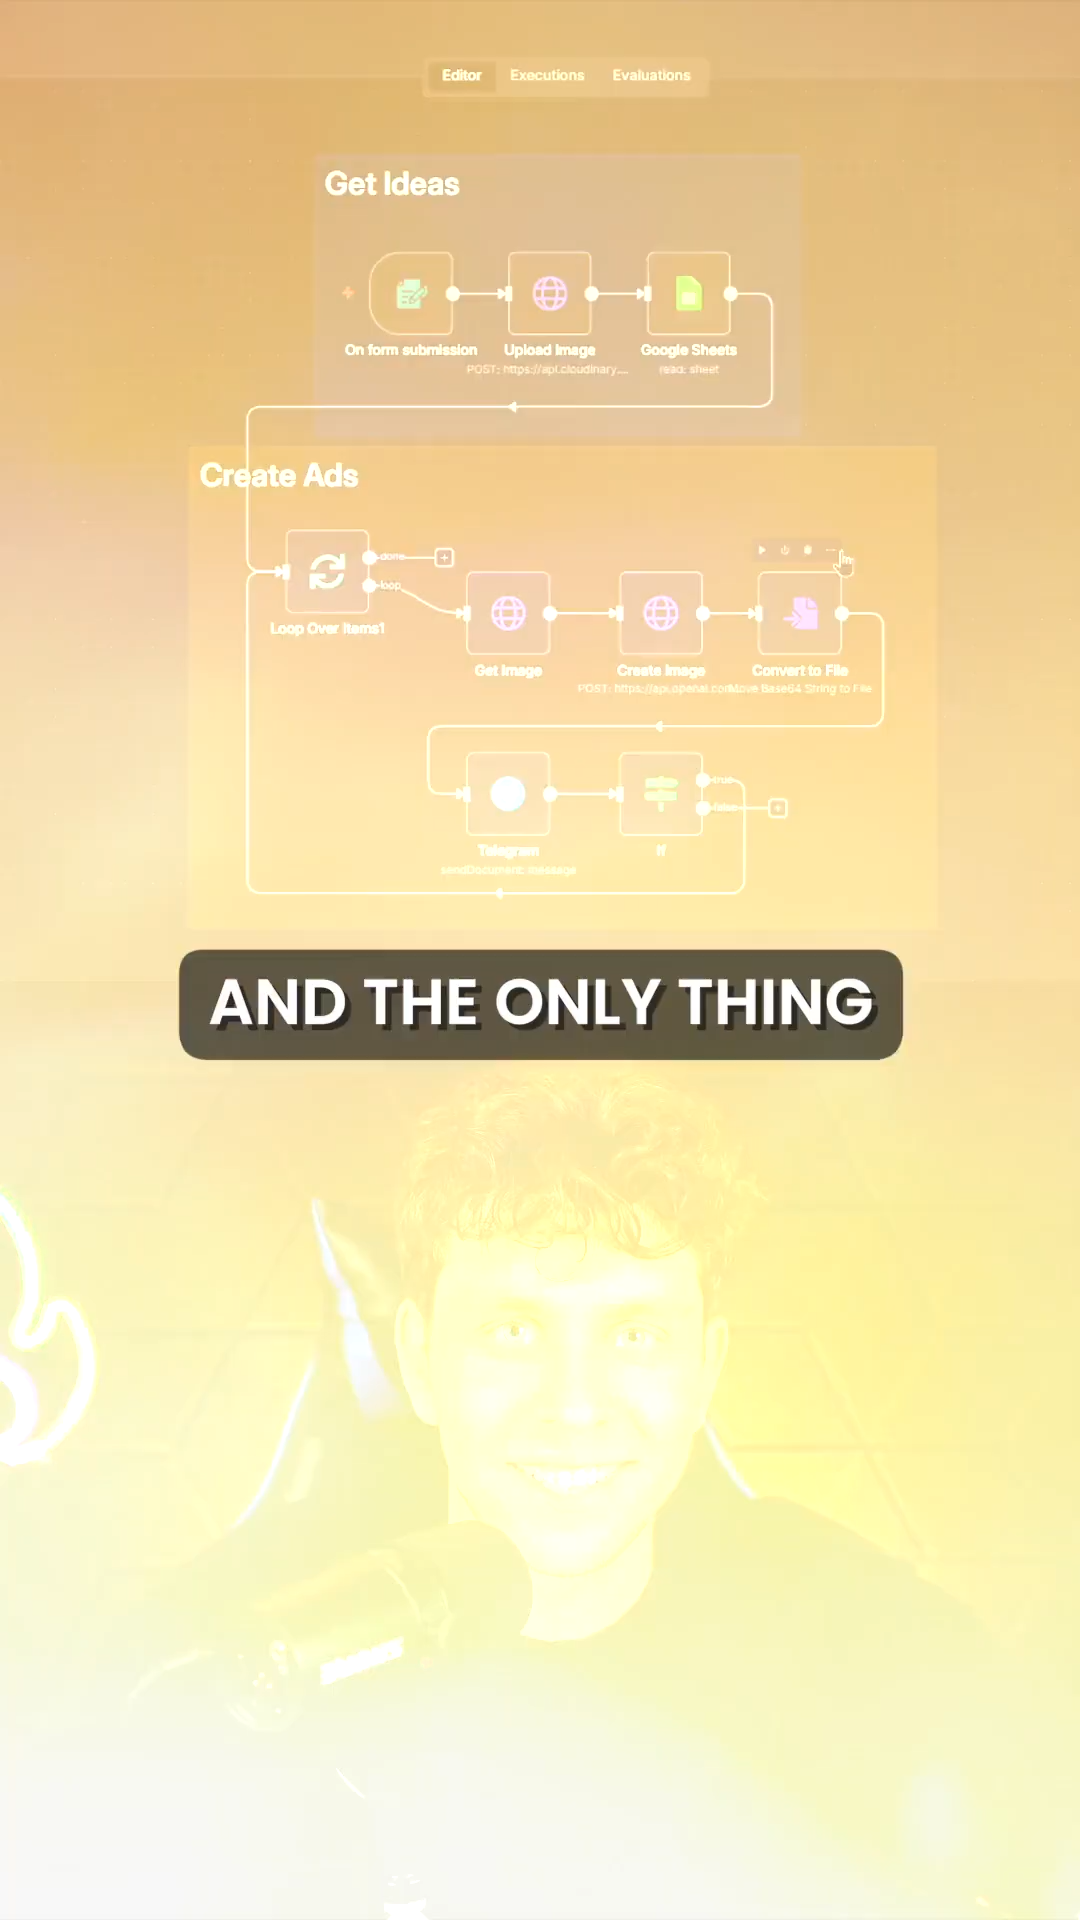 Editor Executions Evaluations
Get Ideas
On form submission Upload Image Google Sheets
POST: https://api.cloudinary.... read: sheet
Create Ads
done
loop
Loop Over Items1
Get Image Create Image Convert to File
POST: https://api.openai.com Move Base64 String to File
true
false
Telegram If
sendDocument: message
AND THE ONLY THING